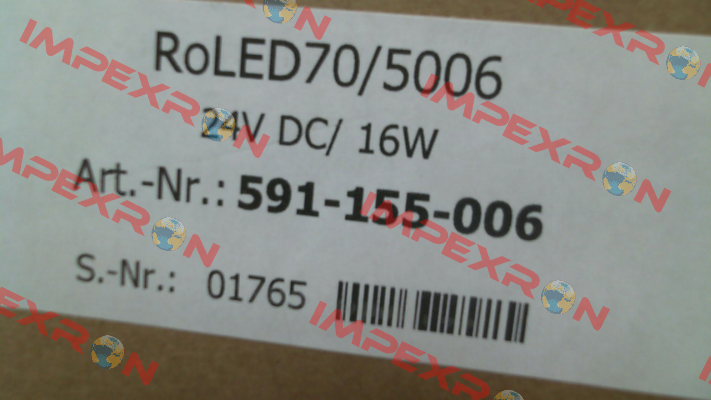 RoLED70/5006
24V DC/ 16W
Art.-Nr.: 591-155-006
S.-Nr.: 01765
IMPEXRON